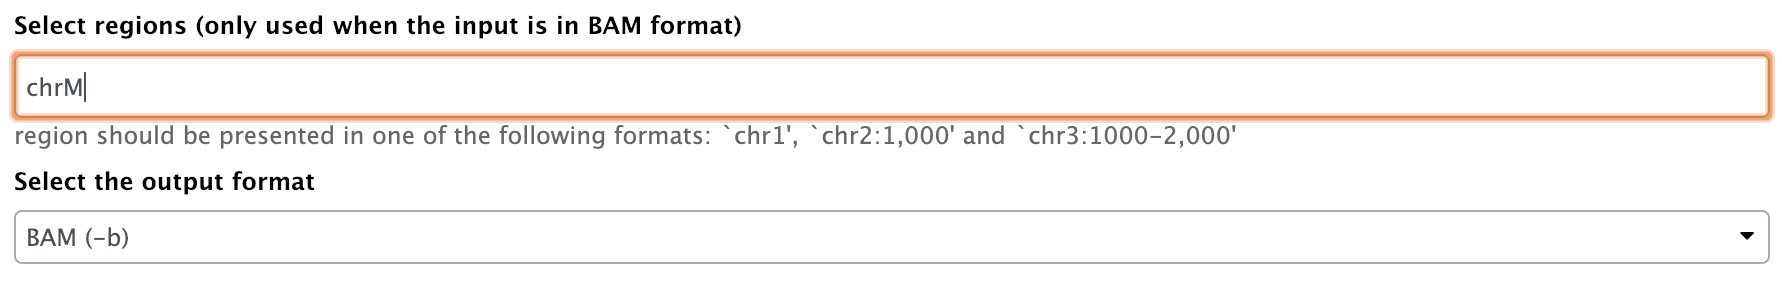 Select regions (only used when the input is in BAM format)
chrM
region should be presented in one of the following formats: `chr1', `chr2:1,000' and `chr3:1000-2,000'
Select the output format
BAM (-b)